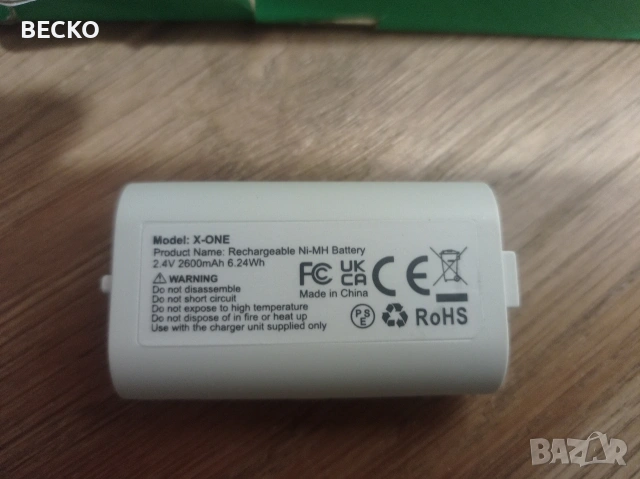 BECKO
Model: X-ONE
Product Name: Rechargeable Ni-MH Battery
2.4V 2600mAh 6.24Wh
WARNING
Do not disassemble
Do not short circuit
Do not expose to high temperature
Do not dispose of in fire or heat up
Use with the charger unit supplied only
FC UK CA CE
Made in China
PSE RoHS
BAZAR